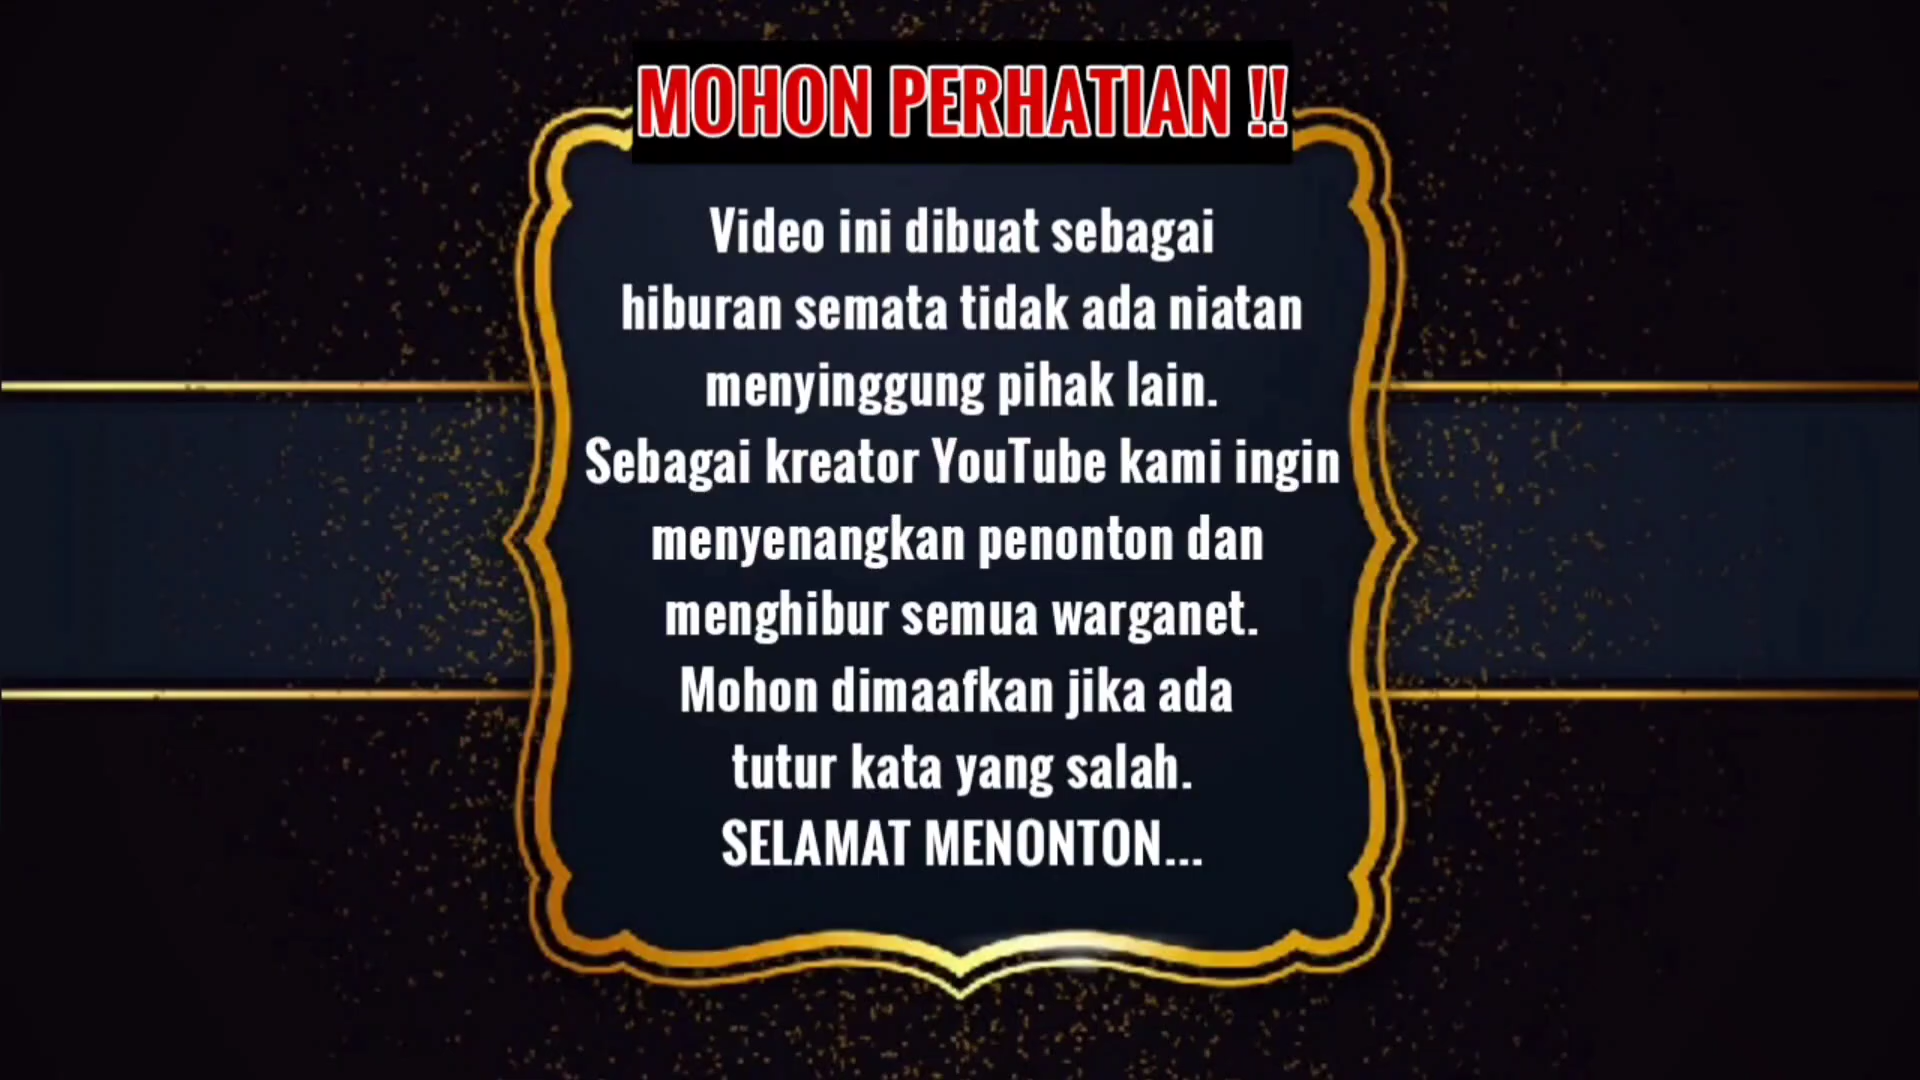 MOHON PERHATIAN !!
Video ini dibuat sebagai
hiburan semata tidak ada niatan
menyinggung pihak lain.
Sebagai kreator YouTube kami ingin
menyenangkan penonton dan
menghibur semua warganet.
Mohon dimaafkan jika ada
tutur kata yang salah.
SELAMAT MENONTON...